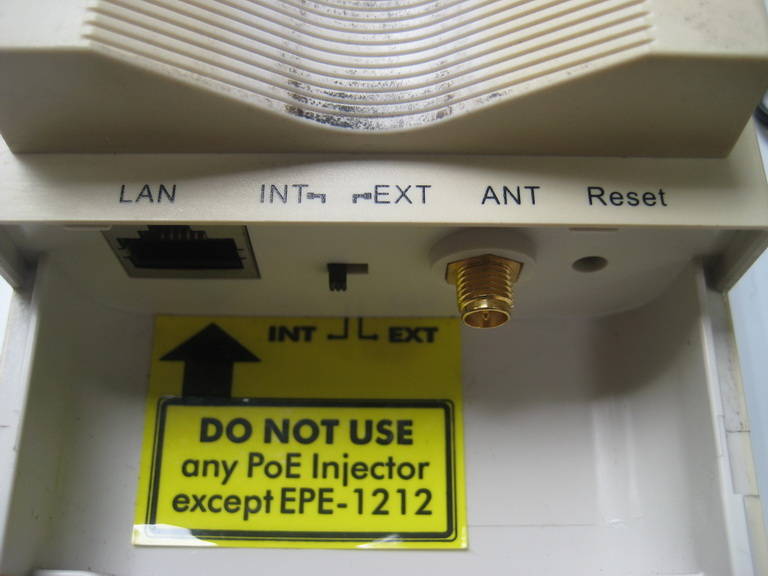 LAN INT EXT ANT Reset
INT EXT
DO NOT USE
any PoE Injector
except EPE-1212